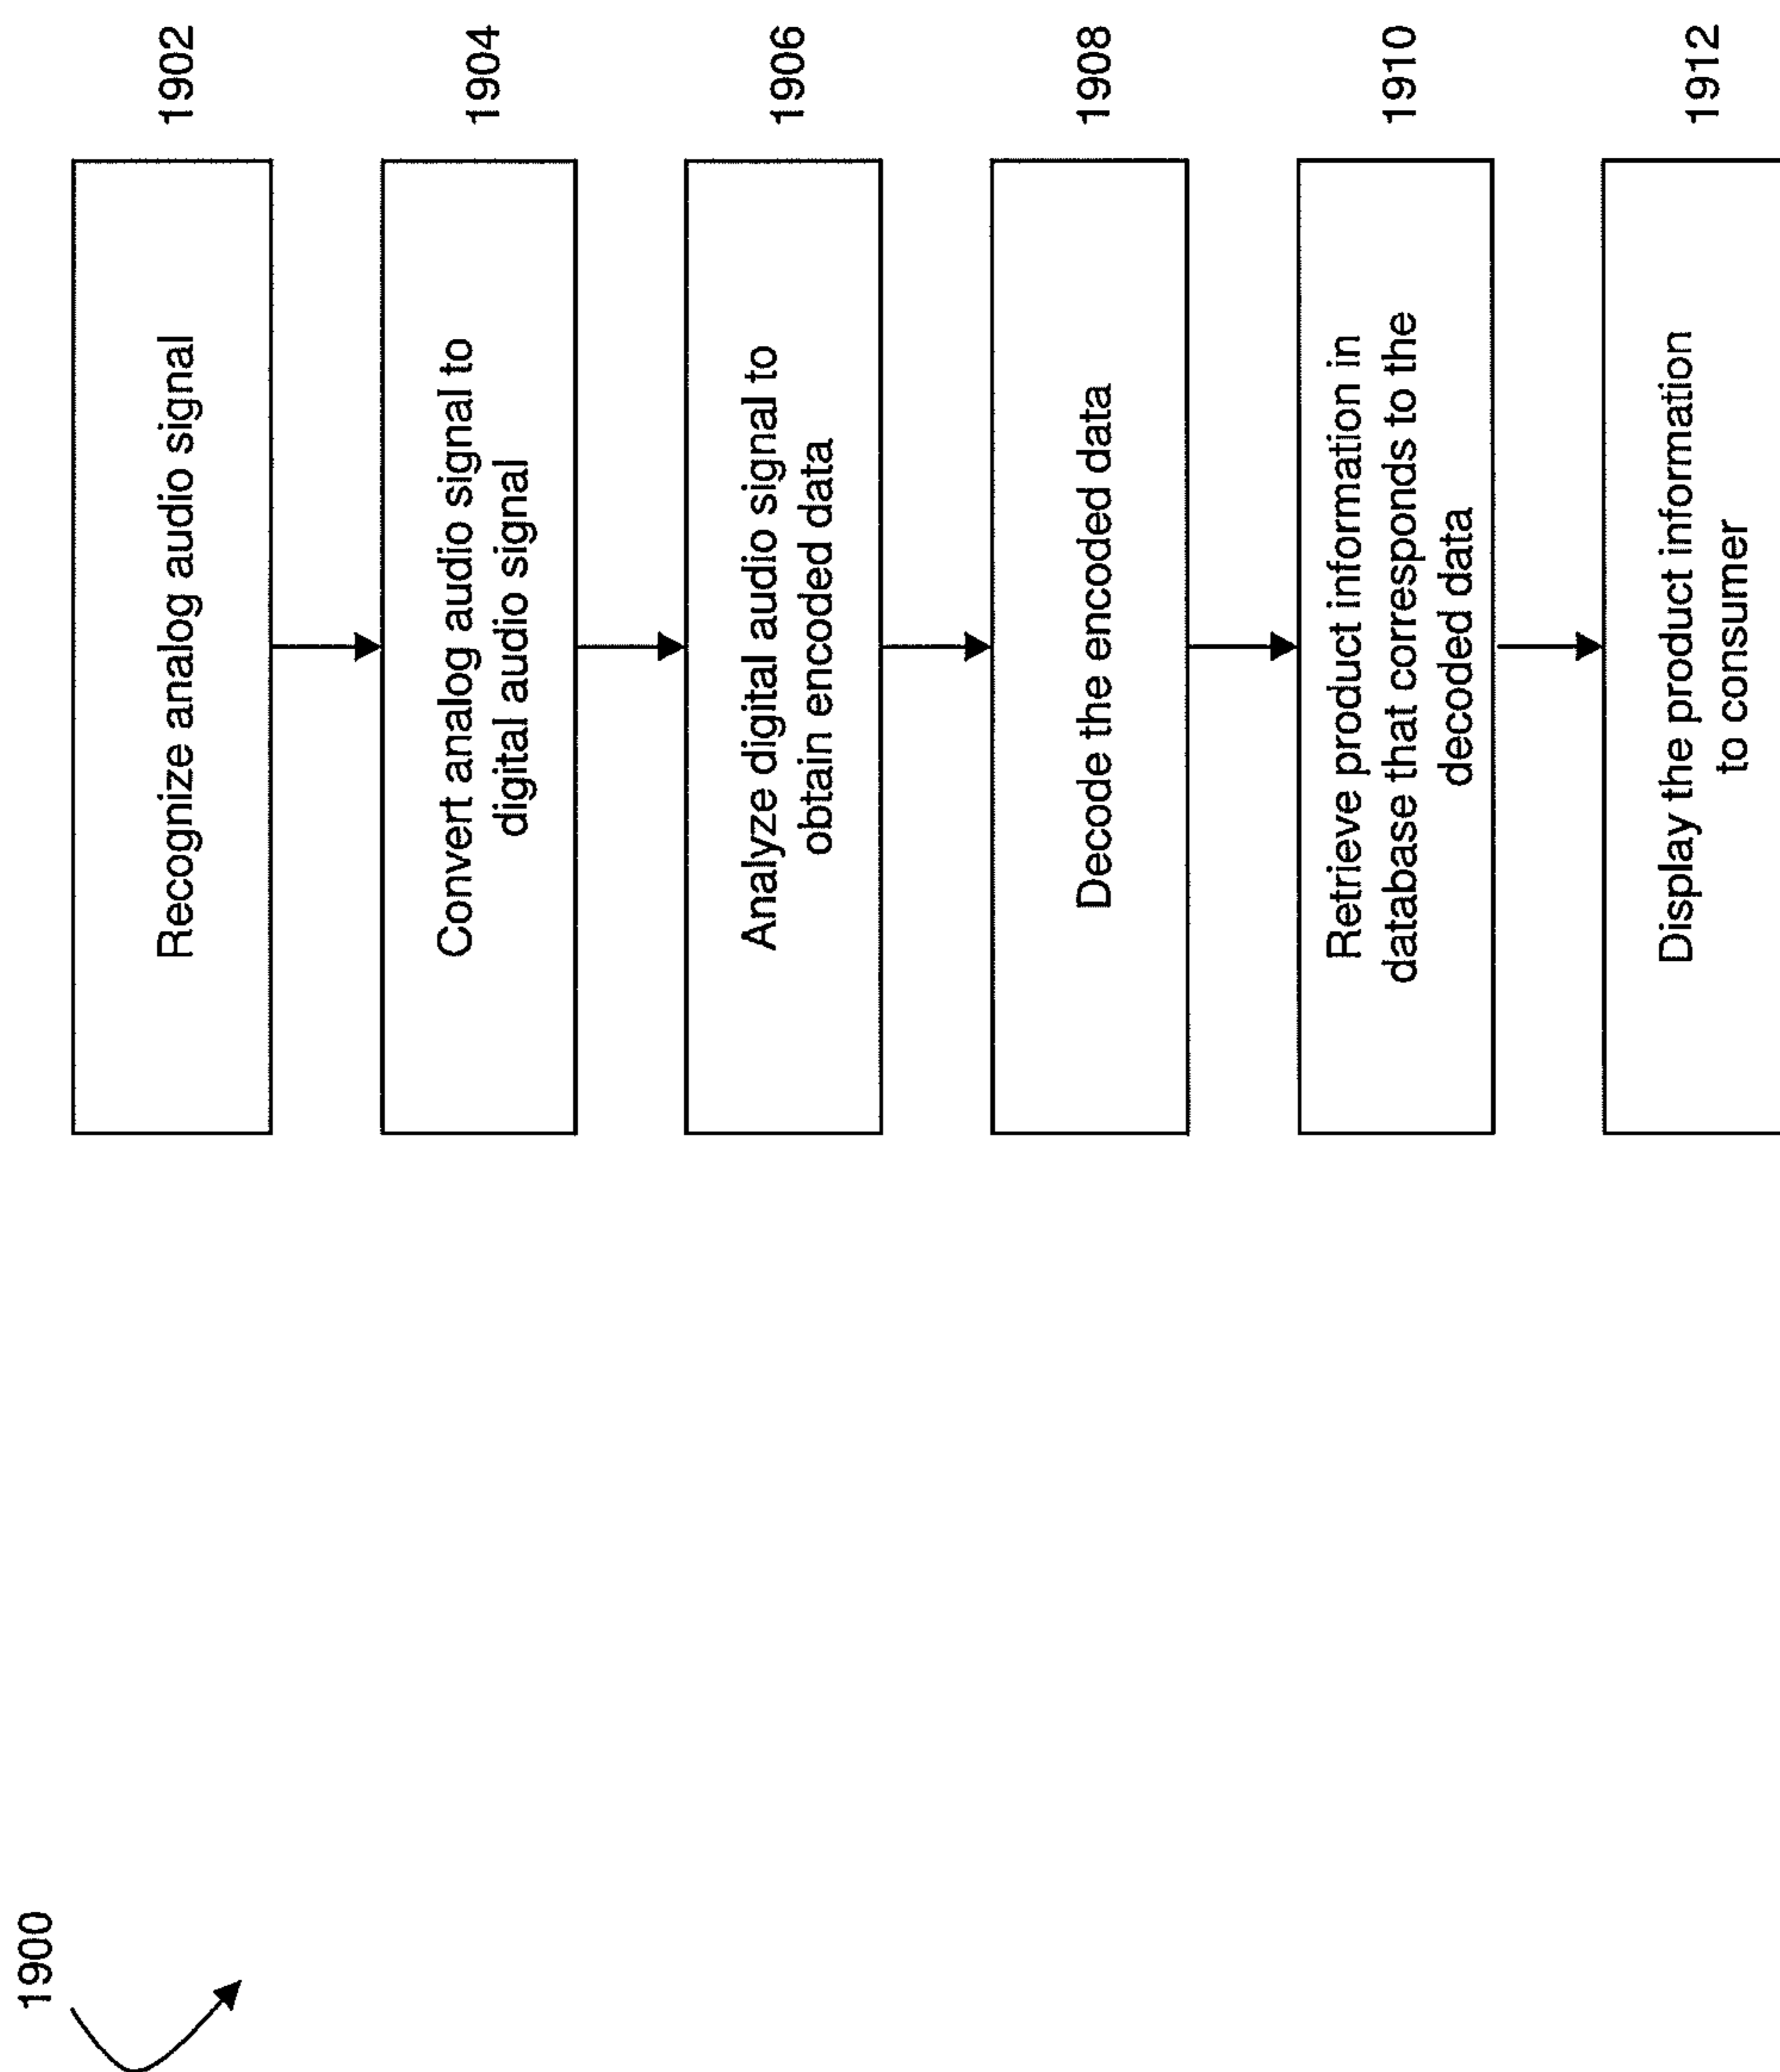 1900
Recognize analog audio signal
1902
Convert analog audio signal to
digital audio signal
1904
Analyze digital audio signal to
obtain encoded data
1906
Decode the encoded data
1908
Retrieve product information in
database that corresponds to the
decoded data
1910
Display the product information
to consumer
1912